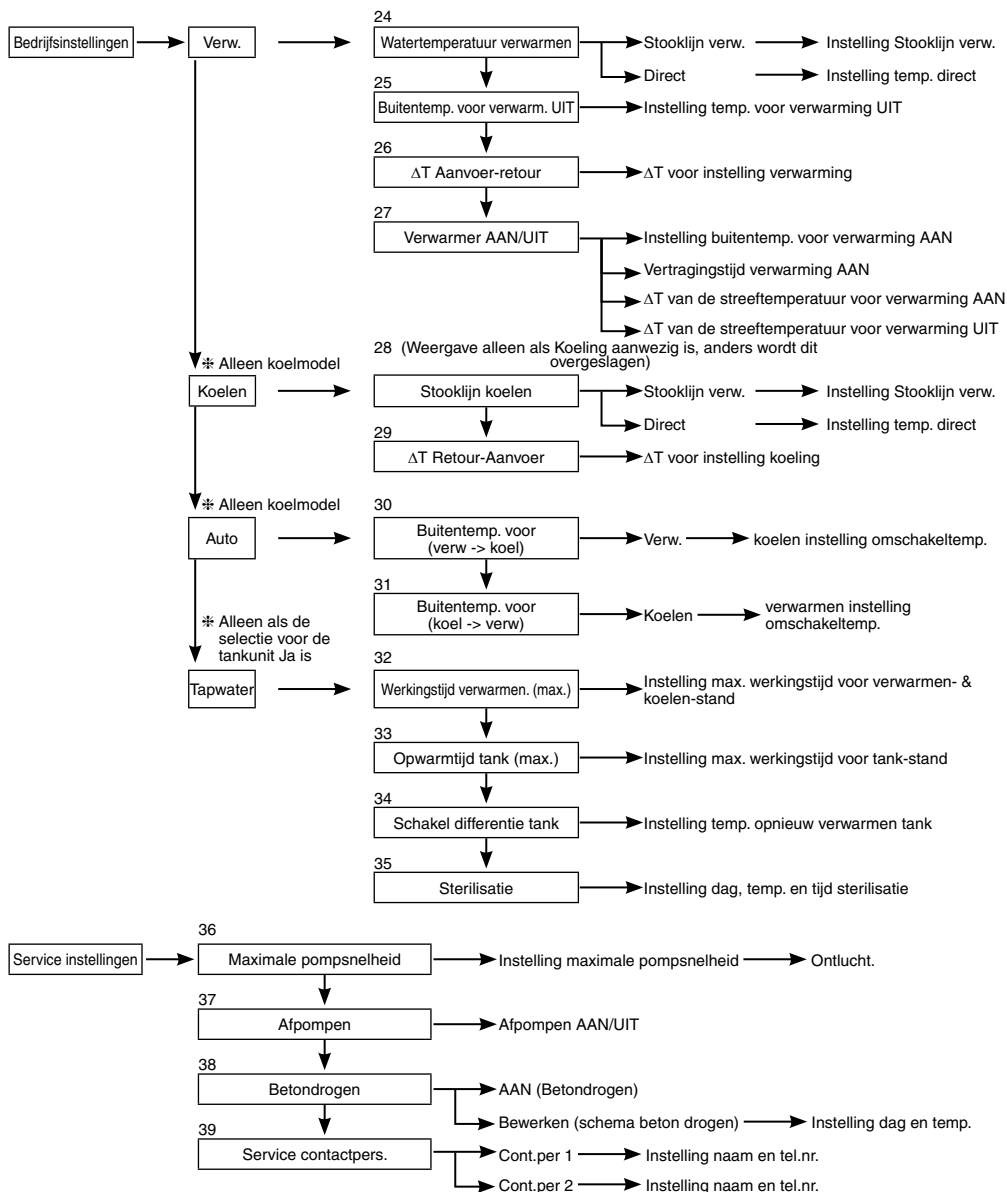 24
Bedrijfsinstellingen
Verw.
Watertemperatuur verwarmen
Stooklijn verw.
Instelling Stooklijn verw.
Direct
Instelling temp. direct
25
Buitentemp. voor verwarm. UIT
Instelling temp. voor verwarming UIT
26
ΔT Aanvoer-retour
ΔT voor instelling verwarming
27
Verwarmer AAN/UIT
Instelling buitentemp. voor verwarming AAN
Vertragingstijd verwarming AAN
ΔT van de streeftemperatuur voor verwarming AAN
ΔT van de streeftemperatuur voor verwarming UIT
28 (Weergave alleen als Koeling aanwezig is, anders wordt dit
overgeslagen)
❈ Alleen koelmodel
Koelen
Stooklijn koelen
Stooklijn verw.
Instelling Stooklijn verw.
Direct
Instelling temp. direct
29
ΔT Retour-Aanvoer
ΔT voor instelling koeling
❈ Alleen koelmodel
30
Auto
Buitentemp. voor
(verw -> koel)
Verw.
koelen instelling omschakeltemp.
31
Buitentemp. voor
(koel -> verw)
Koelen
verwarmen instelling
omschakeltemp.
❈ Alleen als de
selectie voor de
tankunit Ja is
32
Tapwater
Werkingstijd verwarmen. (max.)
Instelling max. werkingstijd voor verwarmen- &
koelen-stand
33
Opwarmtijd tank (max.)
Instelling max. werkingstijd voor tank-stand
34
Schakel differentie tank
Instelling temp. opnieuw verwarmen tank
35
Sterilisatie
Instelling dag, temp. en tijd sterilisatie
36
Service instellingen
Maximale pompsnelheid
Instelling maximale pompsnelheid
Ontlucht.
37
Afpompen
Afpompen AAN/UIT
38
Betondrogen
AAN (Betondrogen)
Bewerken (schema beton drogen)
Instelling dag en temp.
39
Service contactpers.
Cont.per 1
Instelling naam en tel.nr.
Cont.per 2
Instelling naam en tel.nr.